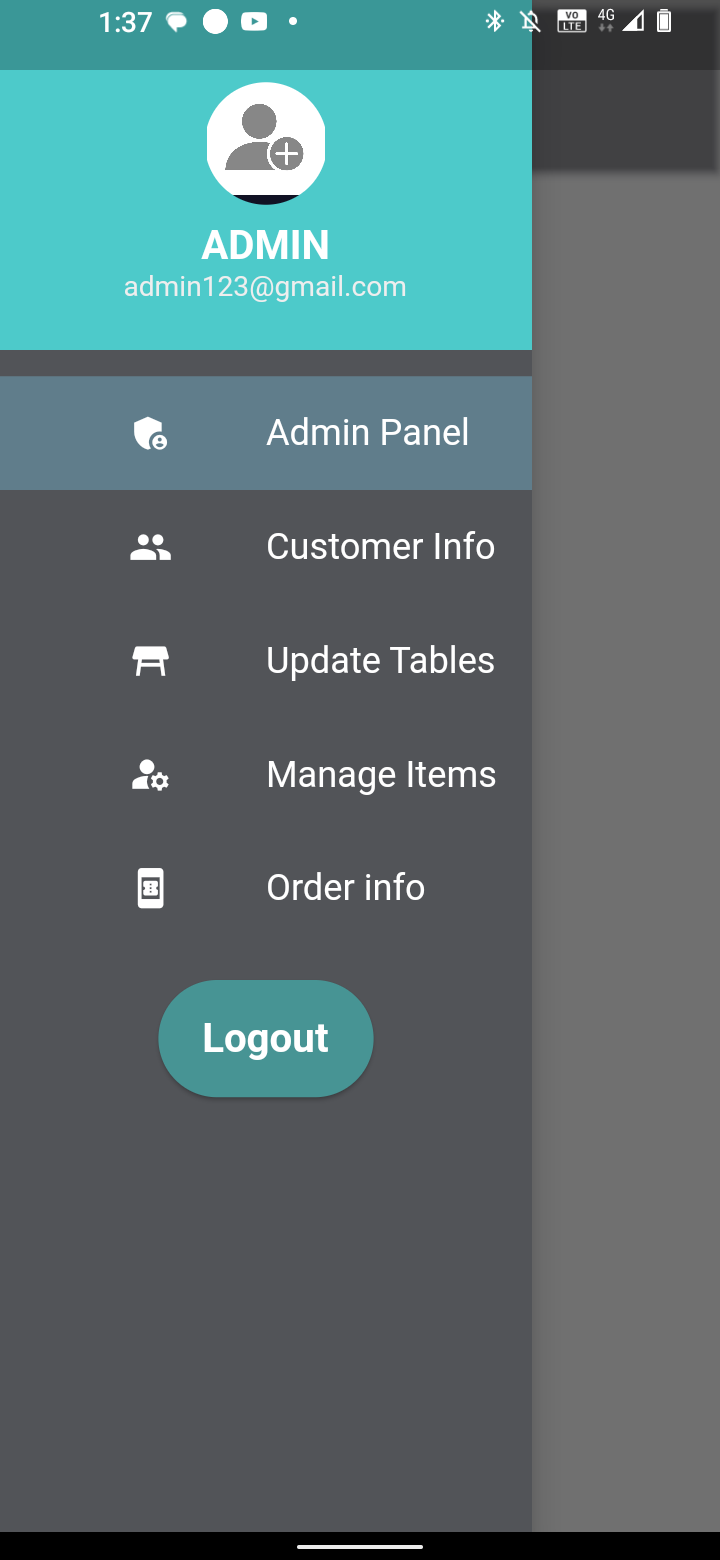 1:37
VO
LTE
4G
ADMIN
admin123@gmail.com
Admin Panel
Customer Info
Update Tables
Manage Items
Order info
Logout